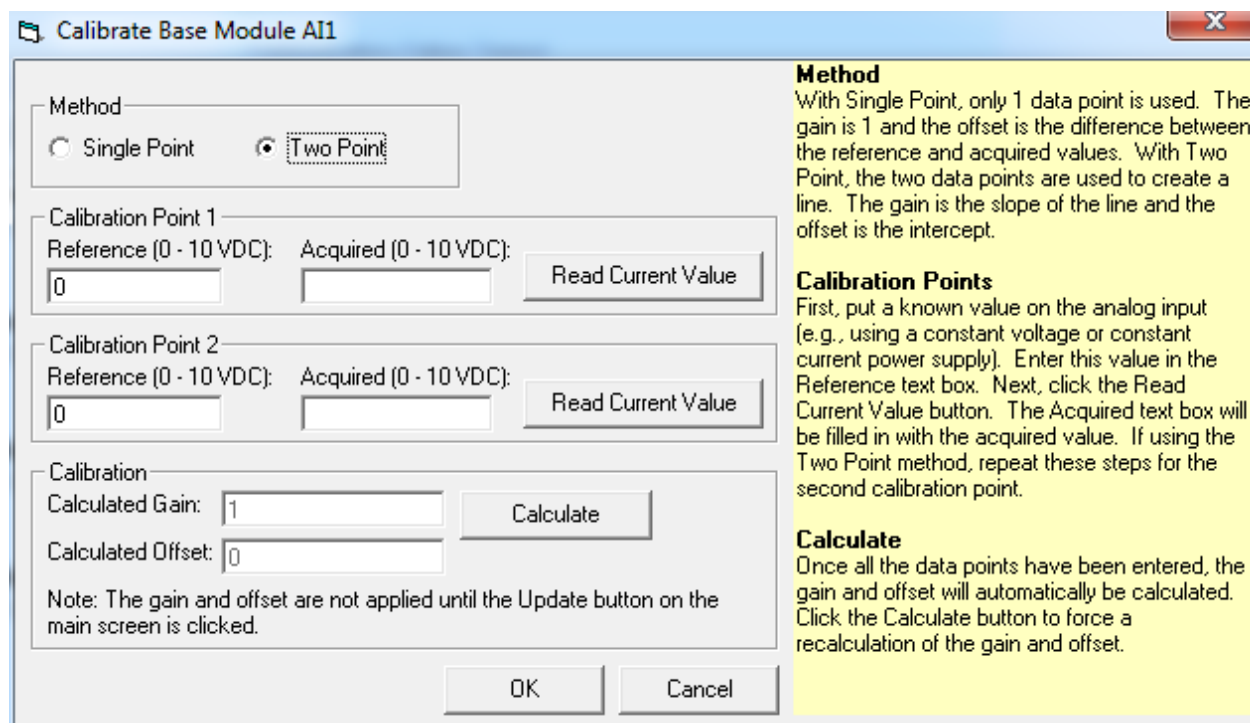 Calibrate Base Module AI1
Method
Single Point
Two Point
Calibration Point 1
Reference (0 - 10 VDC):
Acquired (0 - 10 VDC):
0
Read Current Value
Calibration Point 2
Reference (0 - 10 VDC):
Acquired (0 - 10 VDC):
0
Read Current Value
Calibration
Calculated Gain:
1
Calculate
Calculated Offset:
0
Note: The gain and offset are not applied until the Update button on the
main screen is clicked.
OK
Cancel
Method
With Single Point, only 1 data point is used. The
gain is 1 and the offset is the difference between
the reference and acquired values. With Two
Point, the two data points are used to create a
line. The gain is the slope of the line and the
offset is the intercept.
Calibration Points
First, put a known value on the analog input
(e.g., using a constant voltage or constant
current power supply). Enter this value in the
Reference text box. Next, click the Read
Current Value button. The Acquired text box will
be filled in with the acquired value. If using the
Two Point method, repeat these steps for the
second calibration point.
Calculate
Once all the data points have been entered, the
gain and offset will automatically be calculated.
Click the Calculate button to force a
recalculation of the gain and offset.